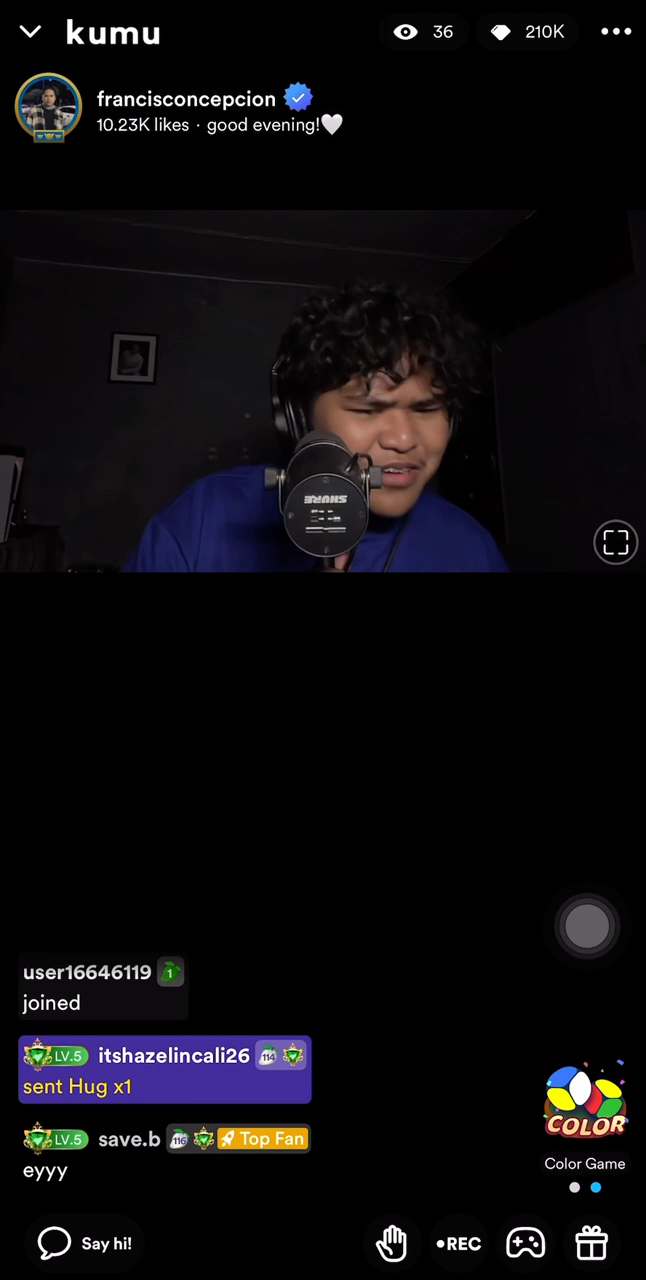 kumu
36
210K
francisconcepcion
10.23K likes · good evening!🤍
SHURE
user16646119 1
joined
LV.5 itshazelincali26 114
sent Hug x1
LV.5 save.b 116 Top Fan
eyyy
COLOR
Color Game
Say hi!
•REC